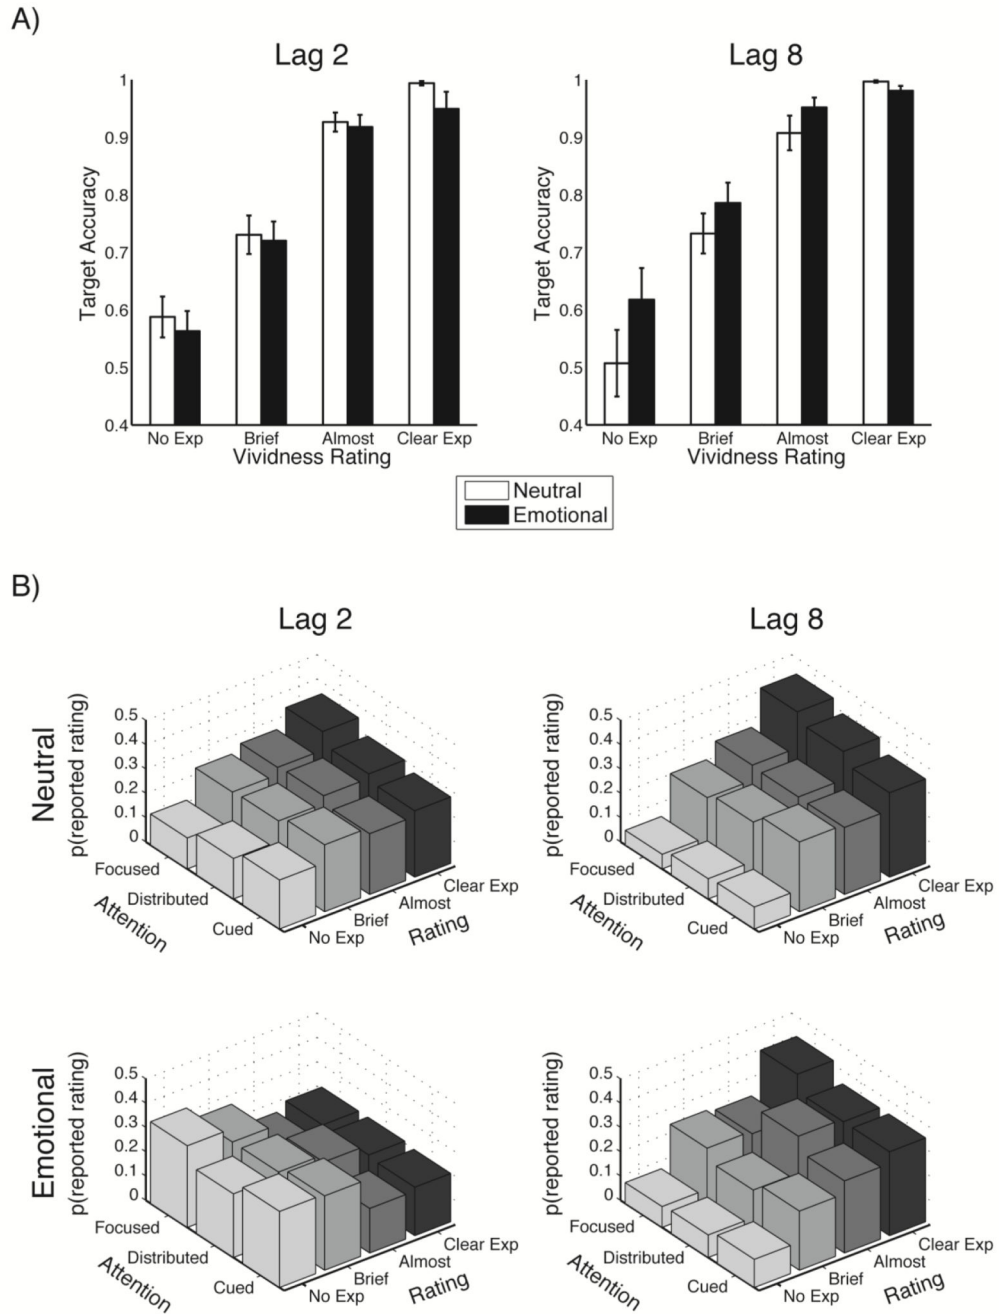 A)
Lag 2
Lag 8
Target Accuracy
1
0.9
0.8
0.7
0.6
0.5
0.4
No Exp
Brief
Almost
Clear Exp
Vividness Rating
Target Accuracy
1
0.9
0.8
0.7
0.6
0.5
0.4
No Exp
Brief
Almost
Clear Exp
Vividness Rating
Neutral
Emotional
B)
Lag 2
Lag 8
Neutral
p(reported rating)
0.5
0.4
0.3
0.2
0.1
0
Focused
Distributed
Cued
Attention
No Exp
Brief
Almost
Clear Exp
Rating
p(reported rating)
0.5
0.4
0.3
0.2
0.1
0
Focused
Distributed
Cued
Attention
No Exp
Brief
Almost
Clear Exp
Rating
Emotional
p(reported rating)
0.5
0.4
0.3
0.2
0.1
0
Focused
Distributed
Cued
Attention
No Exp
Brief
Almost
Clear Exp
Rating
p(reported rating)
0.5
0.4
0.3
0.2
0.1
0
Focused
Distributed
Cued
Attention
No Exp
Brief
Almost
Clear Exp
Rating